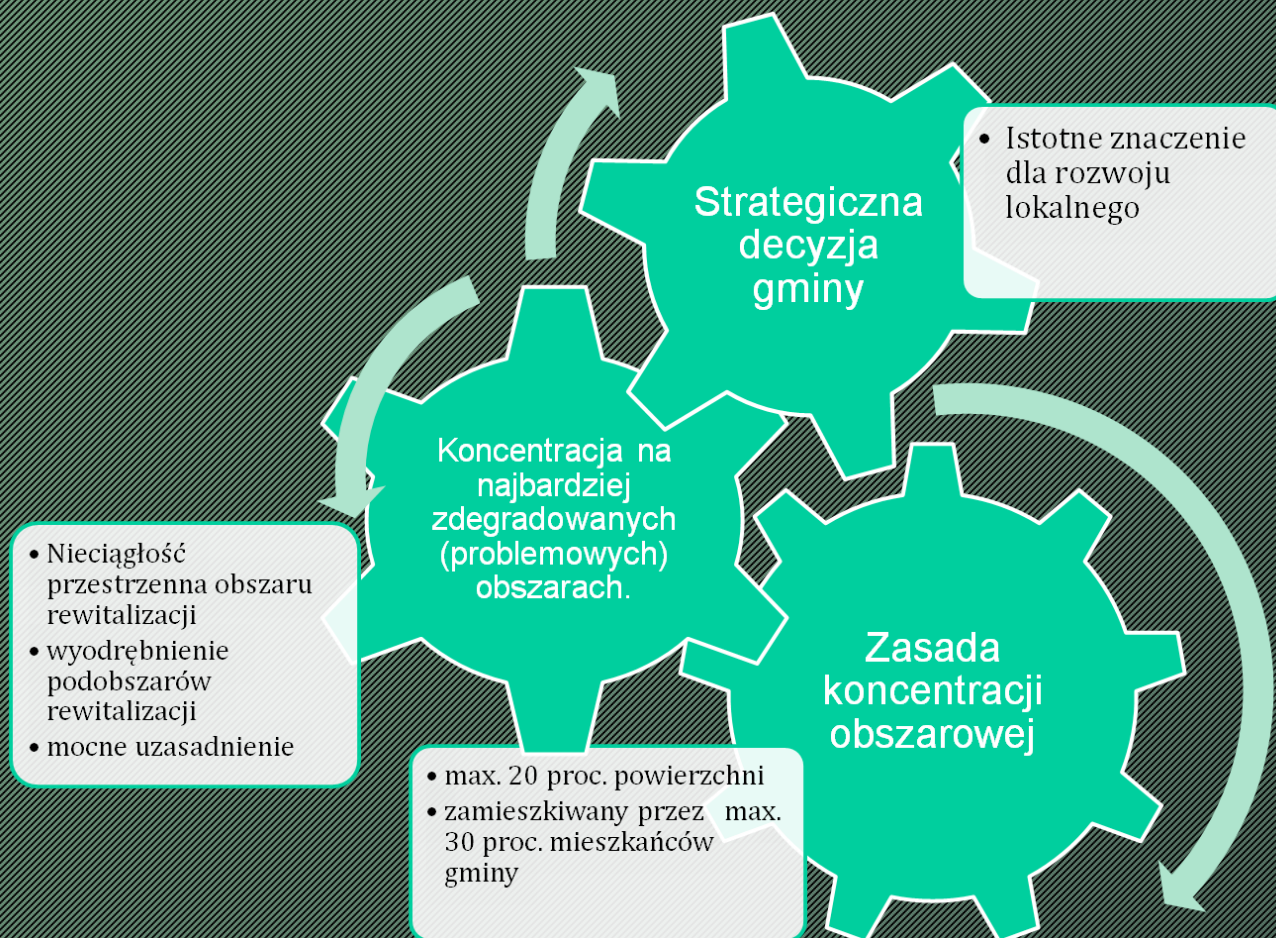 Strategiczna
decyzja
gminy
• Istotne znaczenie
dla rozwoju
lokalnego
Koncentracja na
najbardziej
zdegradowanych
(problemowych)
obszarach.
• Nieciągłość
przestrzenna obszaru
rewitalizacji
• wyodrębnienie
podobszarów
rewitalizacji
• mocne uzasadnienie
Zasada
koncentracji
obszarowej
• max. 20 proc. powierzchni
• zamieszkiwany przez max.
30 proc. mieszkańców
gminy